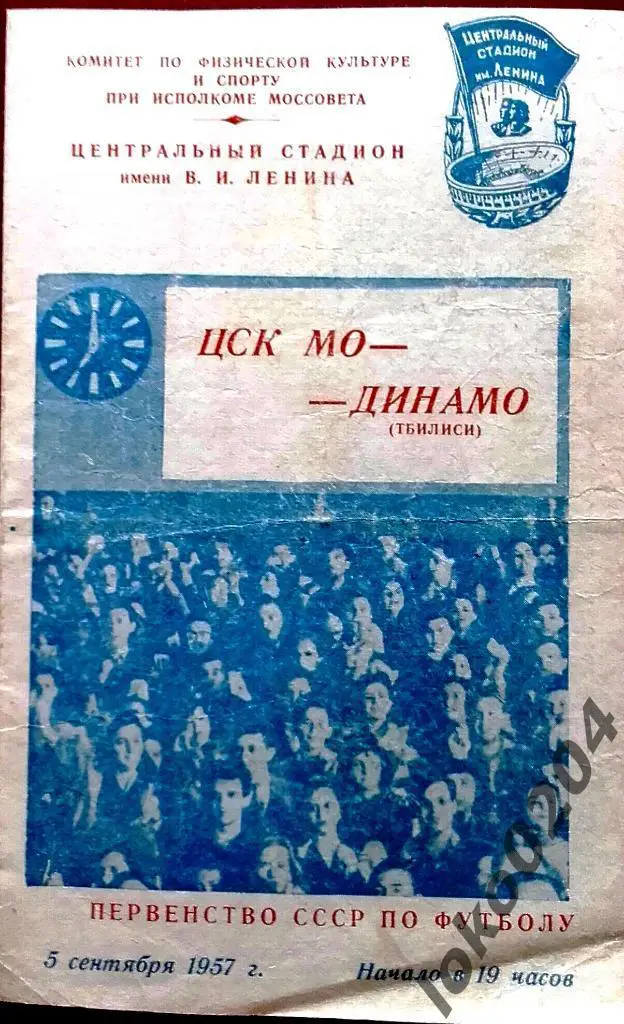 КОМИТЕТ ПО ФИЗИЧЕСКОЙ КУЛЬТУРЕ
И СПОРТУ
ПРИ ИСПОЛКОМЕ МОССОВЕТА
ЦЕНТРАЛЬНЫЙ СТАДИОН
имени В. И. ЛЕНИНА
ЦЕНТРАЛЬНЫЙ
СТАДИОН
ИМ. ЛЕНИНА
ЦСК МО—
—ДИНАМО
(ТБИЛИСИ)
ПЕРВЕНСТВО СССР ПО ФУТБОЛУ
5 сентября 1957 г. Начало в 19 часов
loko0204